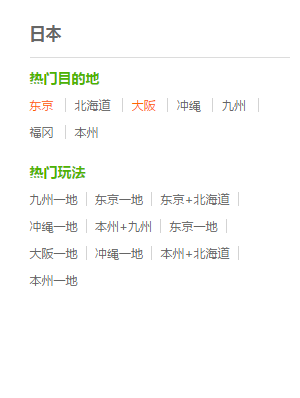 日本
热门目的地
东京 北海道 大阪 冲绳 九州
福冈 本州
热门玩法
九州一地 东京一地 东京+北海道
冲绳一地 本州+九州 东京一地
大阪一地 冲绳一地 本州+北海道
本州一地